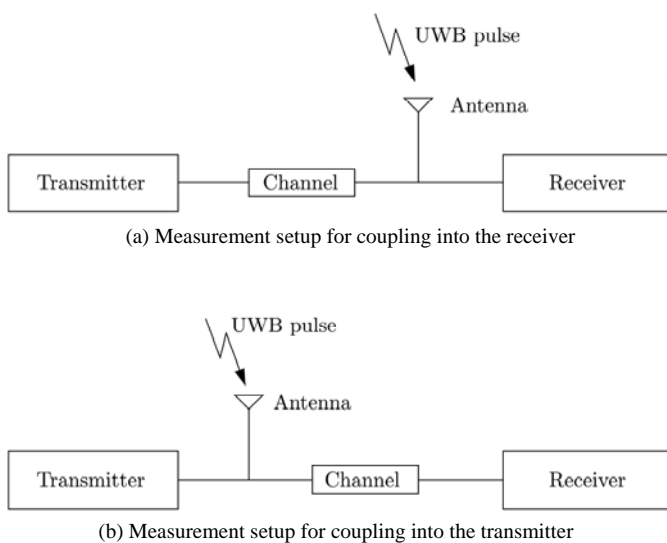 UWB pulse
Antenna
Transmitter
Channel
Receiver
(a) Measurement setup for coupling into the receiver
UWB pulse
Antenna
Transmitter
Channel
Receiver
(b) Measurement setup for coupling into the transmitter